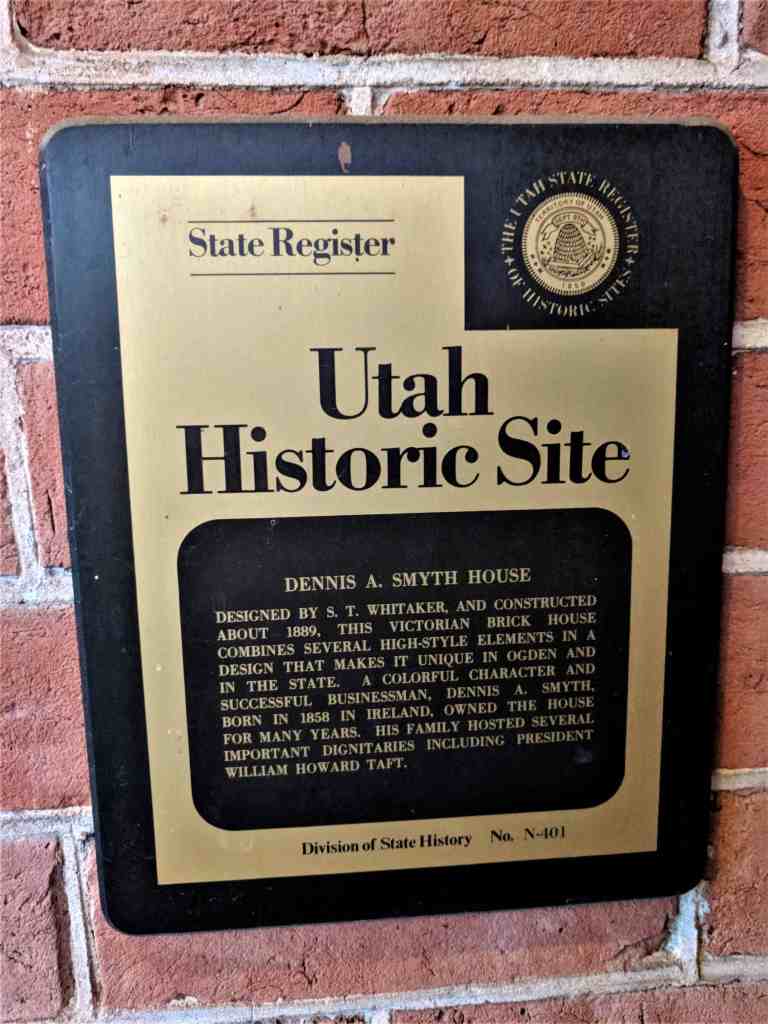 State Register
THE UTAH STATE REGISTER
OF HISTORIC SITES
TERRITORY OF UTAH
1850
Utah
Historic Site
DENNIS A. SMYTH HOUSE
DESIGNED BY S. T. WHITAKER, AND CONSTRUCTED
ABOUT 1889, THIS VICTORIAN BRICK HOUSE
COMBINES SEVERAL HIGH-STYLE ELEMENTS IN A
DESIGN THAT MAKES IT UNIQUE IN OGDEN AND
IN THE STATE. A COLORFUL CHARACTER AND
SUCCESSFUL BUSINESSMAN, DENNIS A. SMYTH,
BORN IN 1858 IN IRELAND, OWNED THE HOUSE
FOR MANY YEARS. HIS FAMILY HOSTED SEVERAL
IMPORTANT DIGNITARIES INCLUDING PRESIDENT
WILLIAM HOWARD TAFT.
Division of State History No. N-401